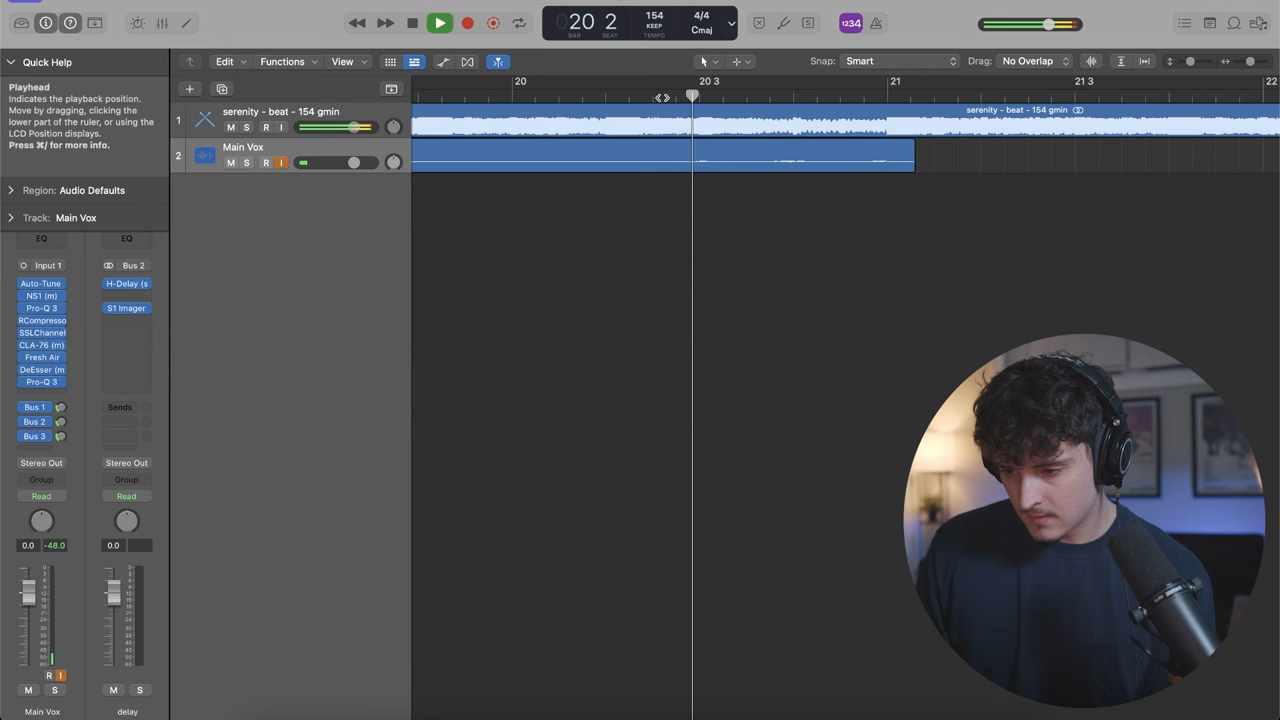 20 2
BAR BEAT
154
KEEP
TEMPO
4/4
Cmaj
1234
Quick Help
Playhead
Indicates the playback position.
Move by dragging, clicking the
lower part of the ruler, or using the
LCD Position displays.
Press ⌘/ for more info.
Region: Audio Defaults
Track: Main Vox
Edit Functions View
Snap: Smart
Drag: No Overlap
20 20 3 21 21 3 22
1 serenity - beat - 154 gmin
M S R I
serenity - beat - 154 gmin
2 Main Vox
M S R I
EQ EQ
Input 1 Bus 2
Auto-Tune H-Delay (s
NS1 (m)
Pro-Q 3 S1 Imager
RCompresso
SSLChannel
CLA-76 (m)
Fresh Air
DeEsser (m
Pro-Q 3
Bus 1 Sends
Bus 2
Bus 3
Stereo Out Stereo Out
Group Group
Read Read
0.0 -48.0 0.0
R I
M S M S
Main Vox delay